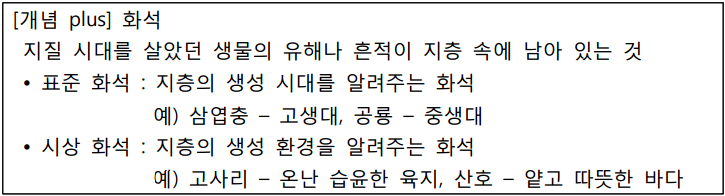 [개념 plus] 화석
지질 시대를 살았던 생물의 유해나 흔적이 지층 속에 남아 있는 것
• 표준 화석 : 지층의 생성 시대를 알려주는 화석
예) 삼엽충 – 고생대, 공룡 – 중생대
• 시상 화석 : 지층의 생성 환경을 알려주는 화석
예) 고사리 – 온난 습윤한 육지, 산호 – 얕고 따뜻한 바다